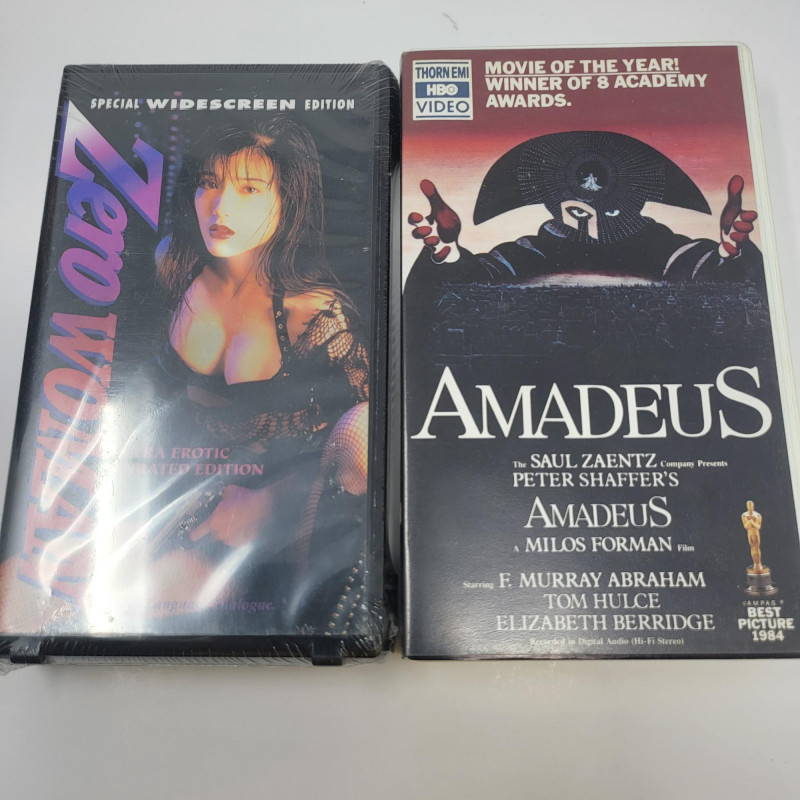 SPECIAL WIDESCREEN EDITION
Zero WOMAN
EROTIC
EDITION
THORN EMI
HBO
VIDEO
MOVIE OF THE YEAR!
WINNER OF 8 ACADEMY
AWARDS.
AMADEUS
The SAUL ZAENTZ Company Presents
PETER SHAFFER'S
AMADEUS
A MILOS FORMAN Film
Starring F. MURRAY ABRAHAM
TOM HULCE
ELIZABETH BERRIDGE
Recorded in Digital Audio (Hi-Fi Stereo)
©A.M.P.A.S.®
BEST
PICTURE
1984